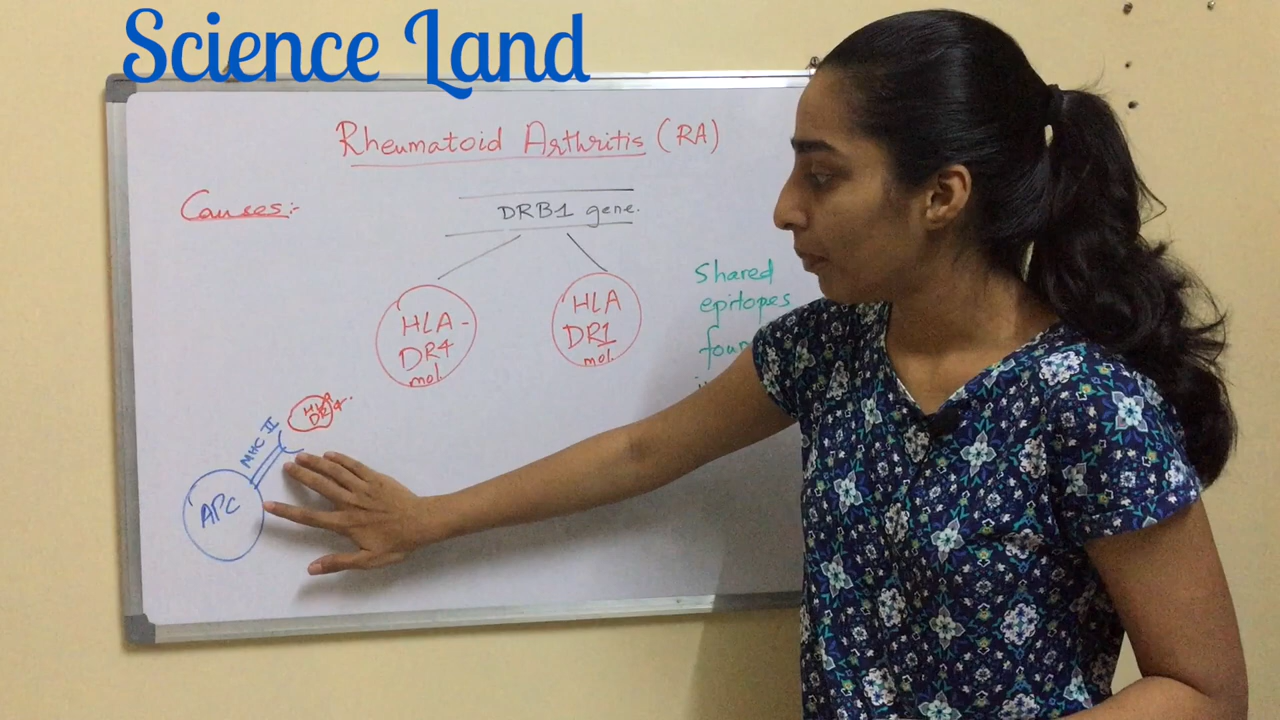 Science Land
Rheumatoid Arthritis (RA)
Causes:-
DRB1 gene.
HLA-
DR4
mol.
HLA
DR1
mol.
Shared
epitopes
MHC II
APC